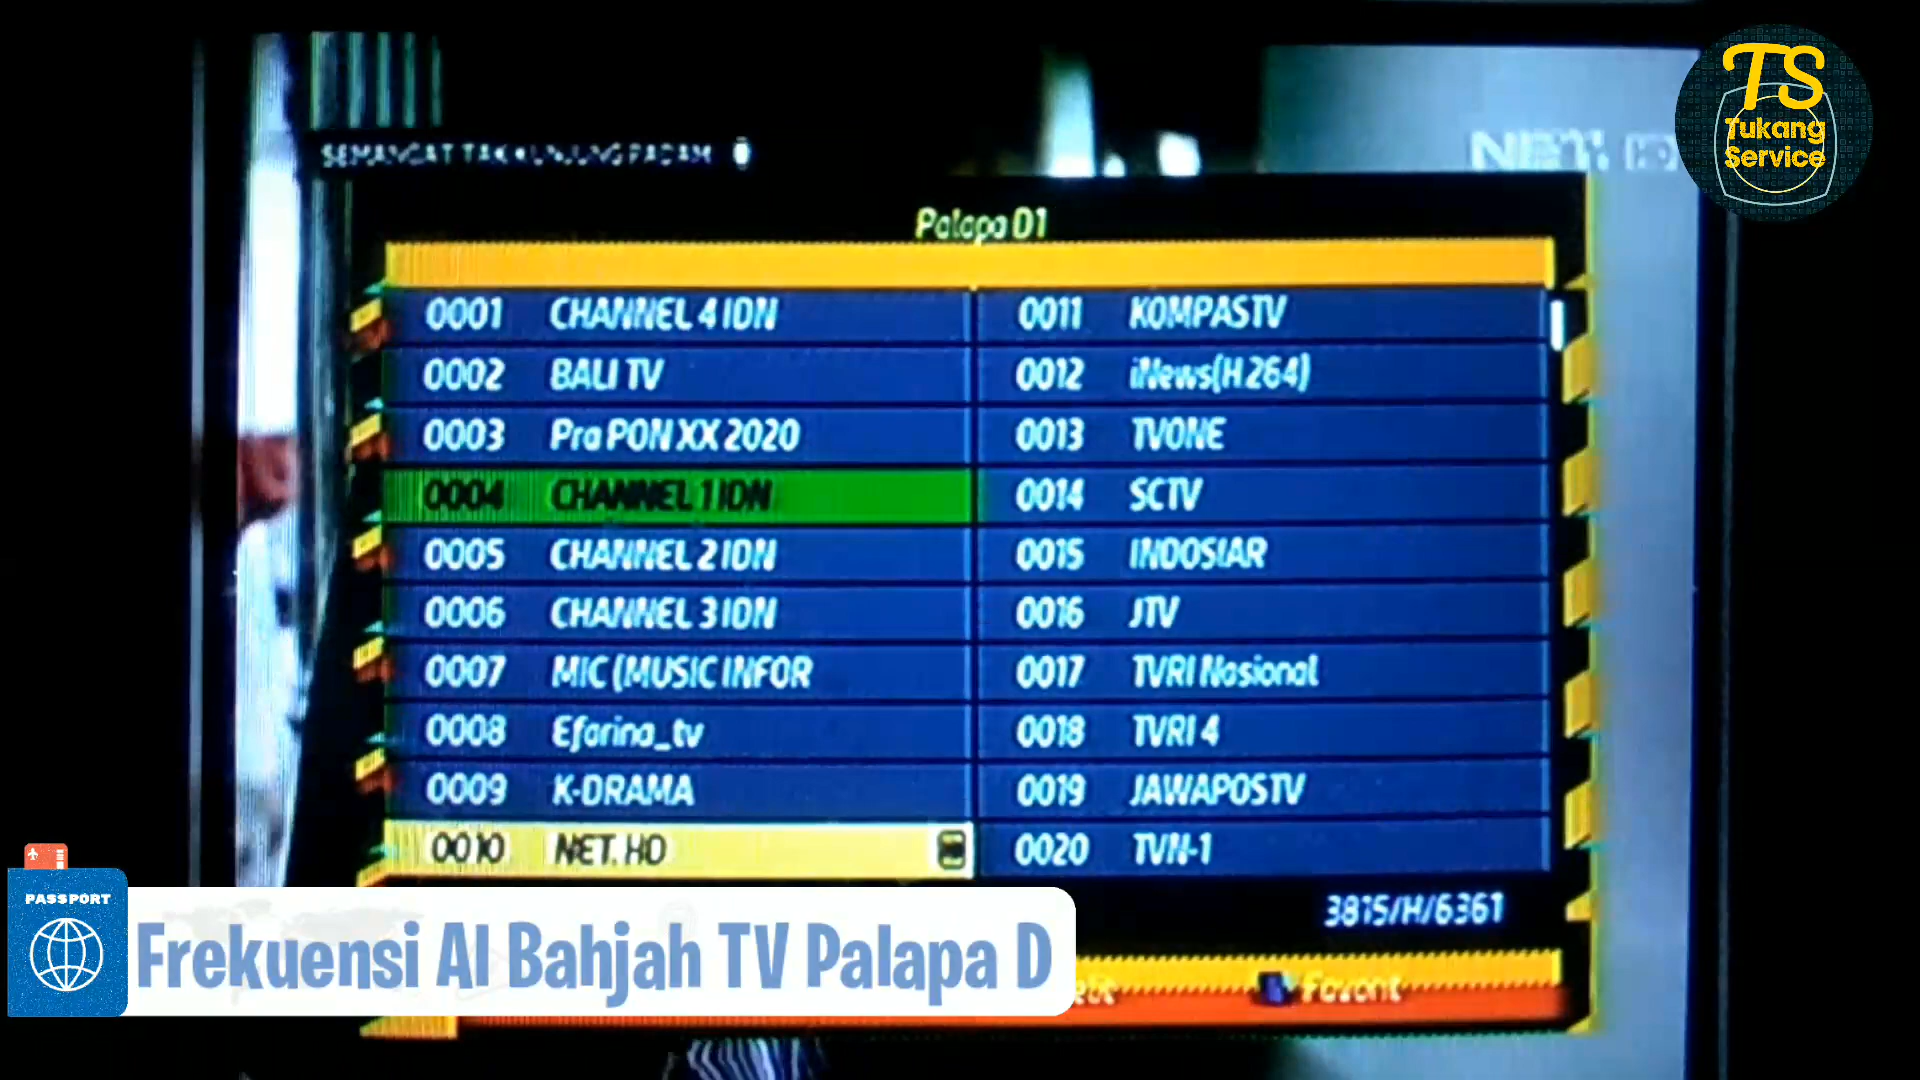 TS
Tukang
Service
SEMANGAT TAK KUNJUNG PADAM
NET. HD
Palapa D1
0001 CHANNEL 4 IDN
0002 BALI TV
0003 Pra PON XX 2020
0004 CHANNEL 1 IDN
0005 CHANNEL 2 IDN
0006 CHANNEL 3 IDN
0007 MIC (MUSIC INFOR
0008 Efarina_tv
0009 K-DRAMA
0010 NET. HD
0011 KOMPASTV
0012 iNews(H264)
0013 TVONE
0014 SCTV
0015 INDOSIAR
0016 JTV
0017 TVRI Nasional
0018 TVRI 4
0019 JAWAPOSTV
0020 TVN-1
3815/H/6361
Favorit
PASSPORT
Frekuensi Al Bahjah TV Palapa D